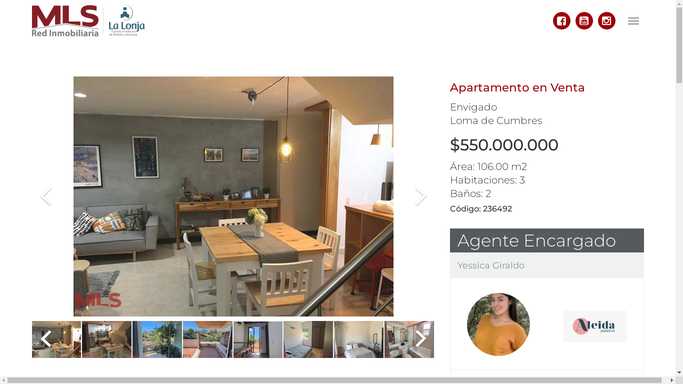 MLS
Red Inmobiliaria
La Lonja
Apartamento en Venta
Envigado
Loma de Cumbres
$550.000.000
Área: 106.00 m2
Habitaciones: 3
Baños: 2
Código: 236492
Agente Encargado
Yessica Giraldo
Aleida
MLS